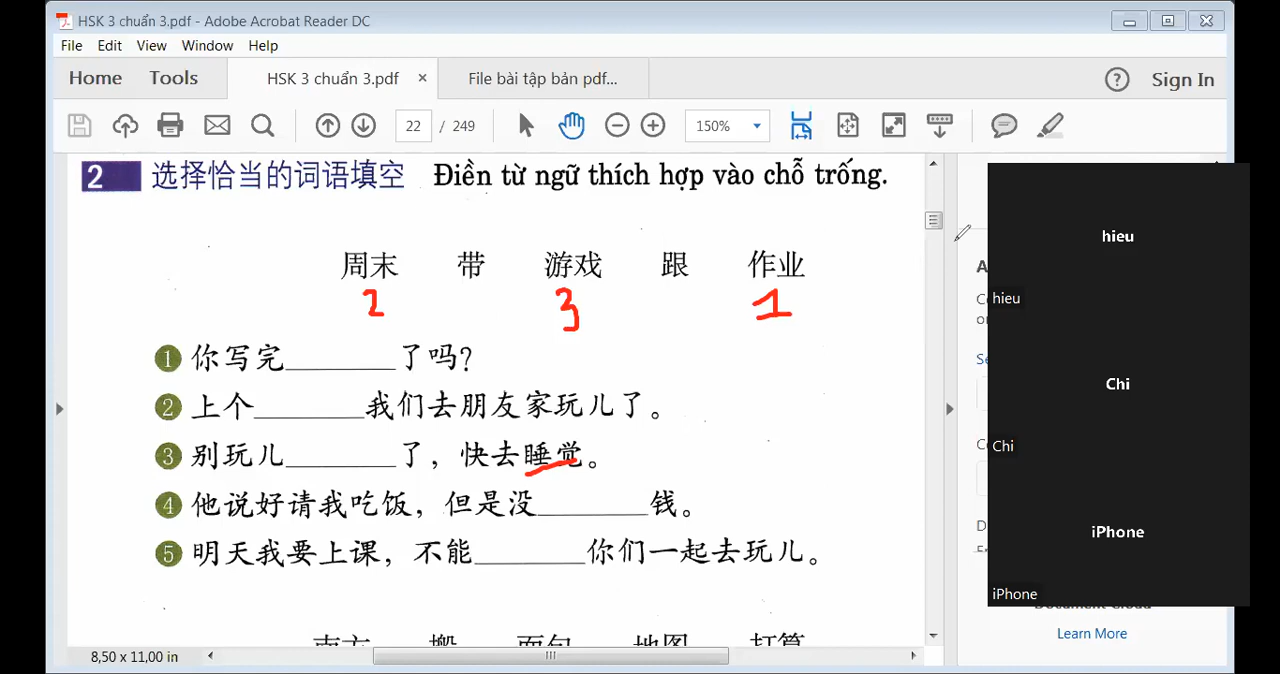 HSK 3 chuẩn 3.pdf - Adobe Acrobat Reader DC
File Edit View Window Help
Home Tools HSK 3 chuẩn 3.pdf × File bài tập bản pdf... ? Sign In
22 / 249 150%
2 选择恰当的词语填空 Điền từ ngữ thích hợp vào chỗ trống.
周末 带 游戏 跟 作业
2 3 1
1 你写完________了吗?
2 上个________我们去朋友家玩儿了。
3 别玩儿________了，快去睡觉。
4 他说好请我吃饭，但是没________钱。
5 明天我要上课，不能________你们一起去玩儿。
地图 打算
8,50 x 11,00 in
hieu
hieu
Chi
Chi
iPhone
iPhone
Learn More